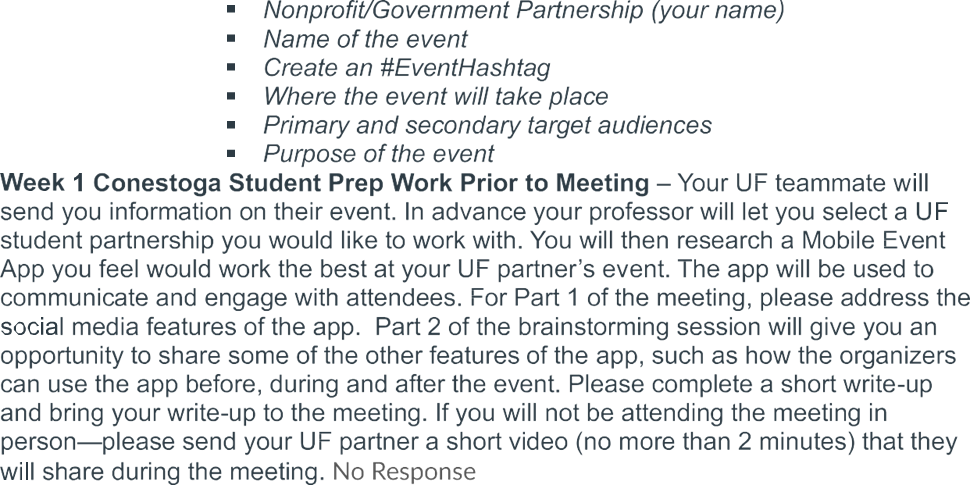 ▪ Nonprofit/Government Partnership (your name)
▪ Name of the event
▪ Create an #EventHashtag
▪ Where the event will take place
▪ Primary and secondary target audiences
▪ Purpose of the event
Week 1 Conestoga Student Prep Work Prior to Meeting – Your UF teammate will
send you information on their event. In advance your professor will let you select a UF
student partnership you would like to work with. You will then research a Mobile Event
App you feel would work the best at your UF partner’s event. The app will be used to
communicate and engage with attendees. For Part 1 of the meeting, please address the
social media features of the app.  Part 2 of the brainstorming session will give you an
opportunity to share some of the other features of the app, such as how the organizers
can use the app before, during and after the event. Please complete a short write-up
and bring your write-up to the meeting. If you will not be attending the meeting in
person—please send your UF partner a short video (no more than 2 minutes) that they
will share during the meeting. No Response